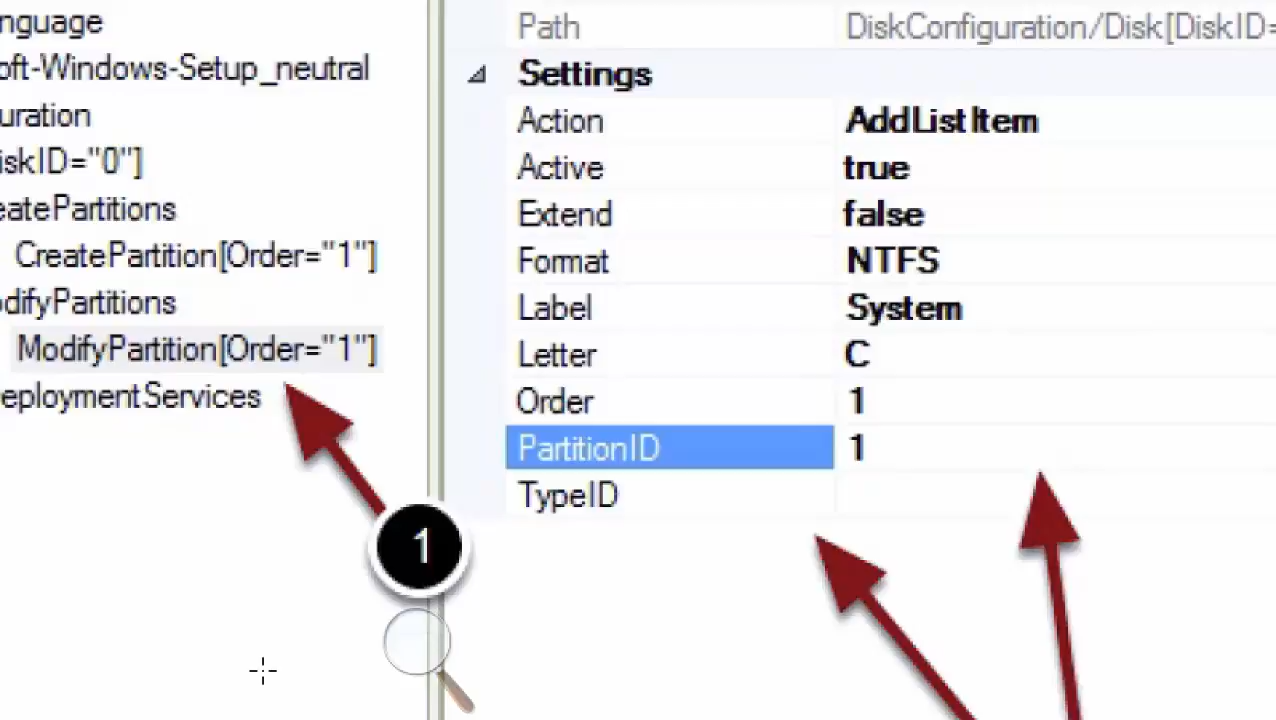 nguage
oft-Windows-Setup_neutral
uration
iskID="0"]
eatePartitions
CreatePartition[Order="1"]
odifyPartitions
ModifyPartition[Order="1"]
eploymentServices
1
Path DiskConfiguration/Disk[DiskID=
Settings
Action AddListItem
Active true
Extend false
Format NTFS
Label System
Letter C
Order 1
PartitionID 1
TypeID